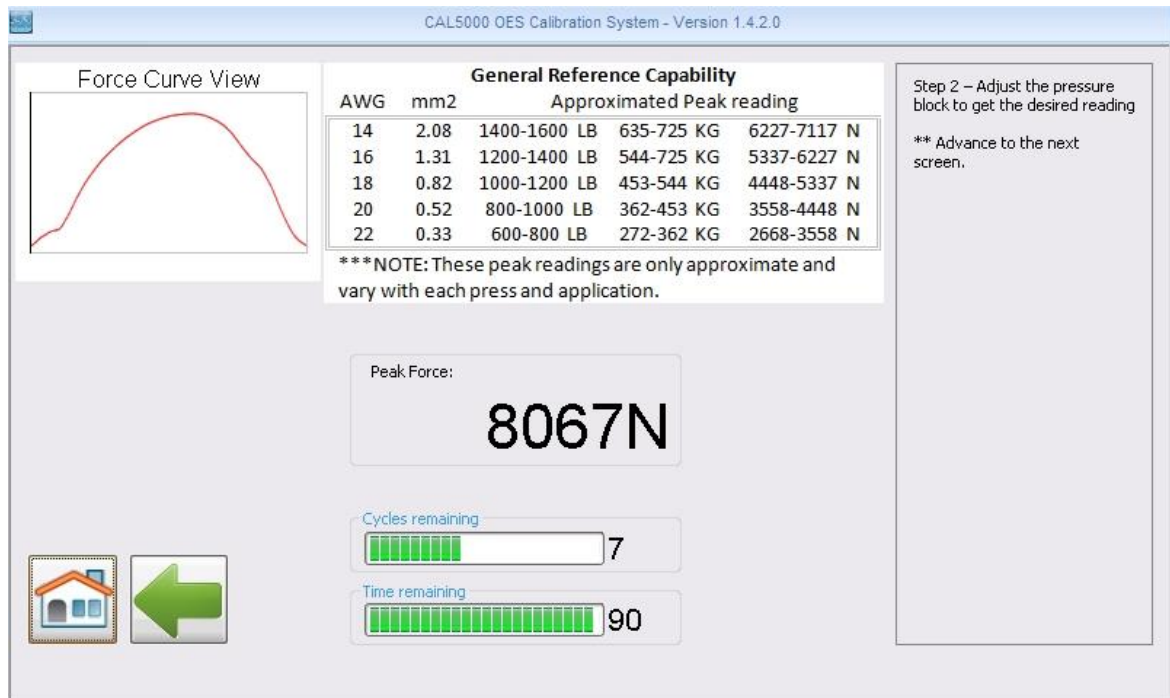 CAL5000 OES Calibration System - Version 1.4.2.0
Force Curve View
General Reference Capability
AWG mm2 Approximated Peak reading
14 2.08 1400-1600 LB 635-725 KG 6227-7117 N
16 1.31 1200-1400 LB 544-725 KG 5337-6227 N
18 0.82 1000-1200 LB 453-544 KG 4448-5337 N
20 0.52 800-1000 LB 362-453 KG 3558-4448 N
22 0.33 600-800 LB 272-362 KG 2668-3558 N
***NOTE: These peak readings are only approximate and
vary with each press and application.
Step 2 – Adjust the pressure
block to get the desired reading
** Advance to the next
screen.
Peak Force:
8067N
Cycles remaining
7
Time remaining
90